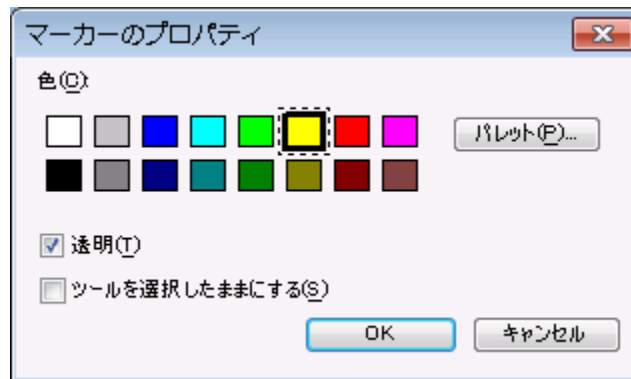 マーカーのプロパティ
色(C):
パレット(P)...
透明(T)
ツールを選択したままにする(S)
OK
キャンセル